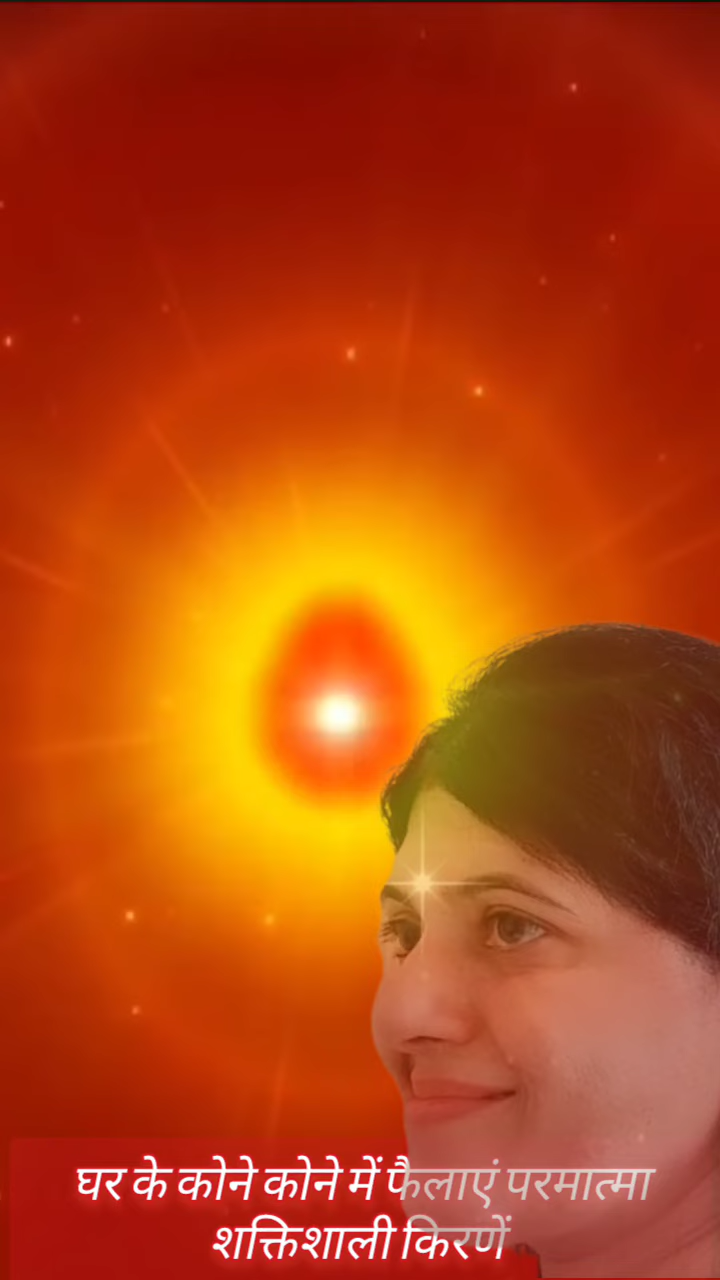 घर के कोने कोने में फैलाएं परमात्मा
शक्तिशाली किरणें